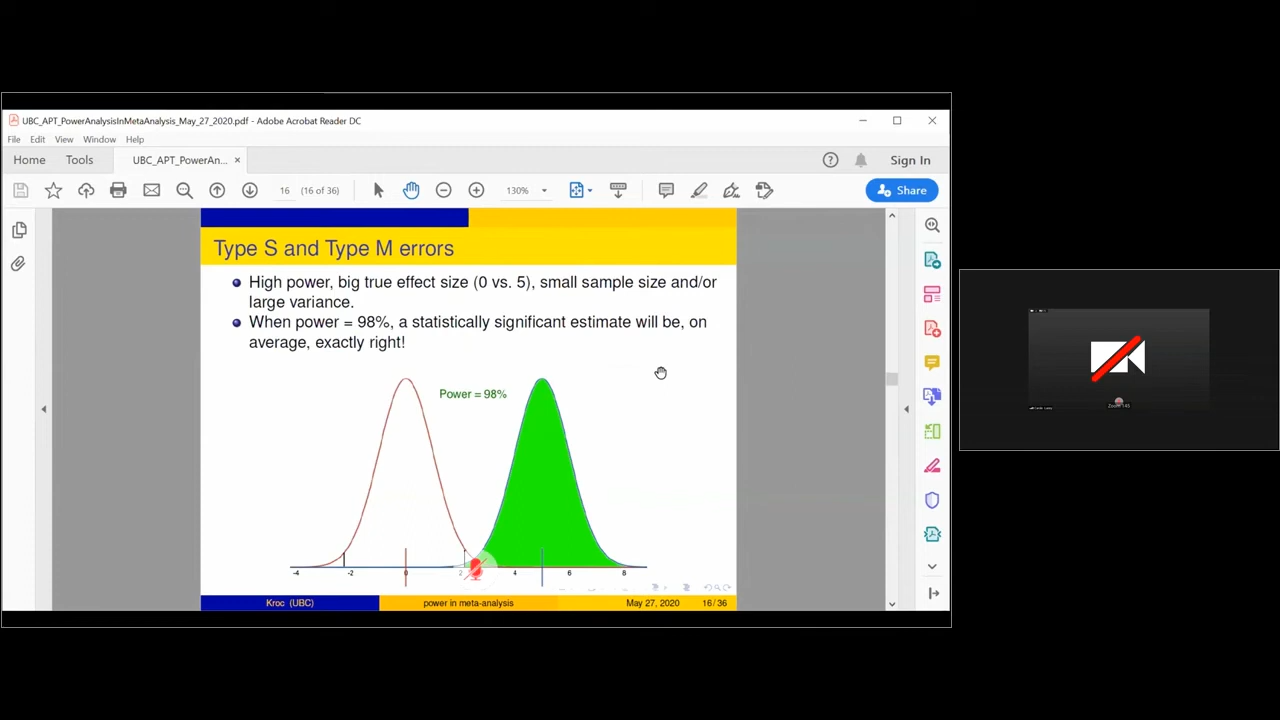 UBC_APT_PowerAnalysisInMetaAnalysis_May_27_2020.pdf - Adobe Acrobat Reader DC
File Edit View Window Help
Home Tools UBC_APT_PowerAn... × Sign In
16 (16 of 36) 130% Share
Type S and Type M errors
High power, big true effect size (0 vs. 5), small sample size and/or
large variance.
When power = 98%, a statistically significant estimate will be, on
average, exactly right!
Power = 98%
-4 -2 0 2 4 6 8
Kroc (UBC) power in meta-analysis May 27, 2020 16/36